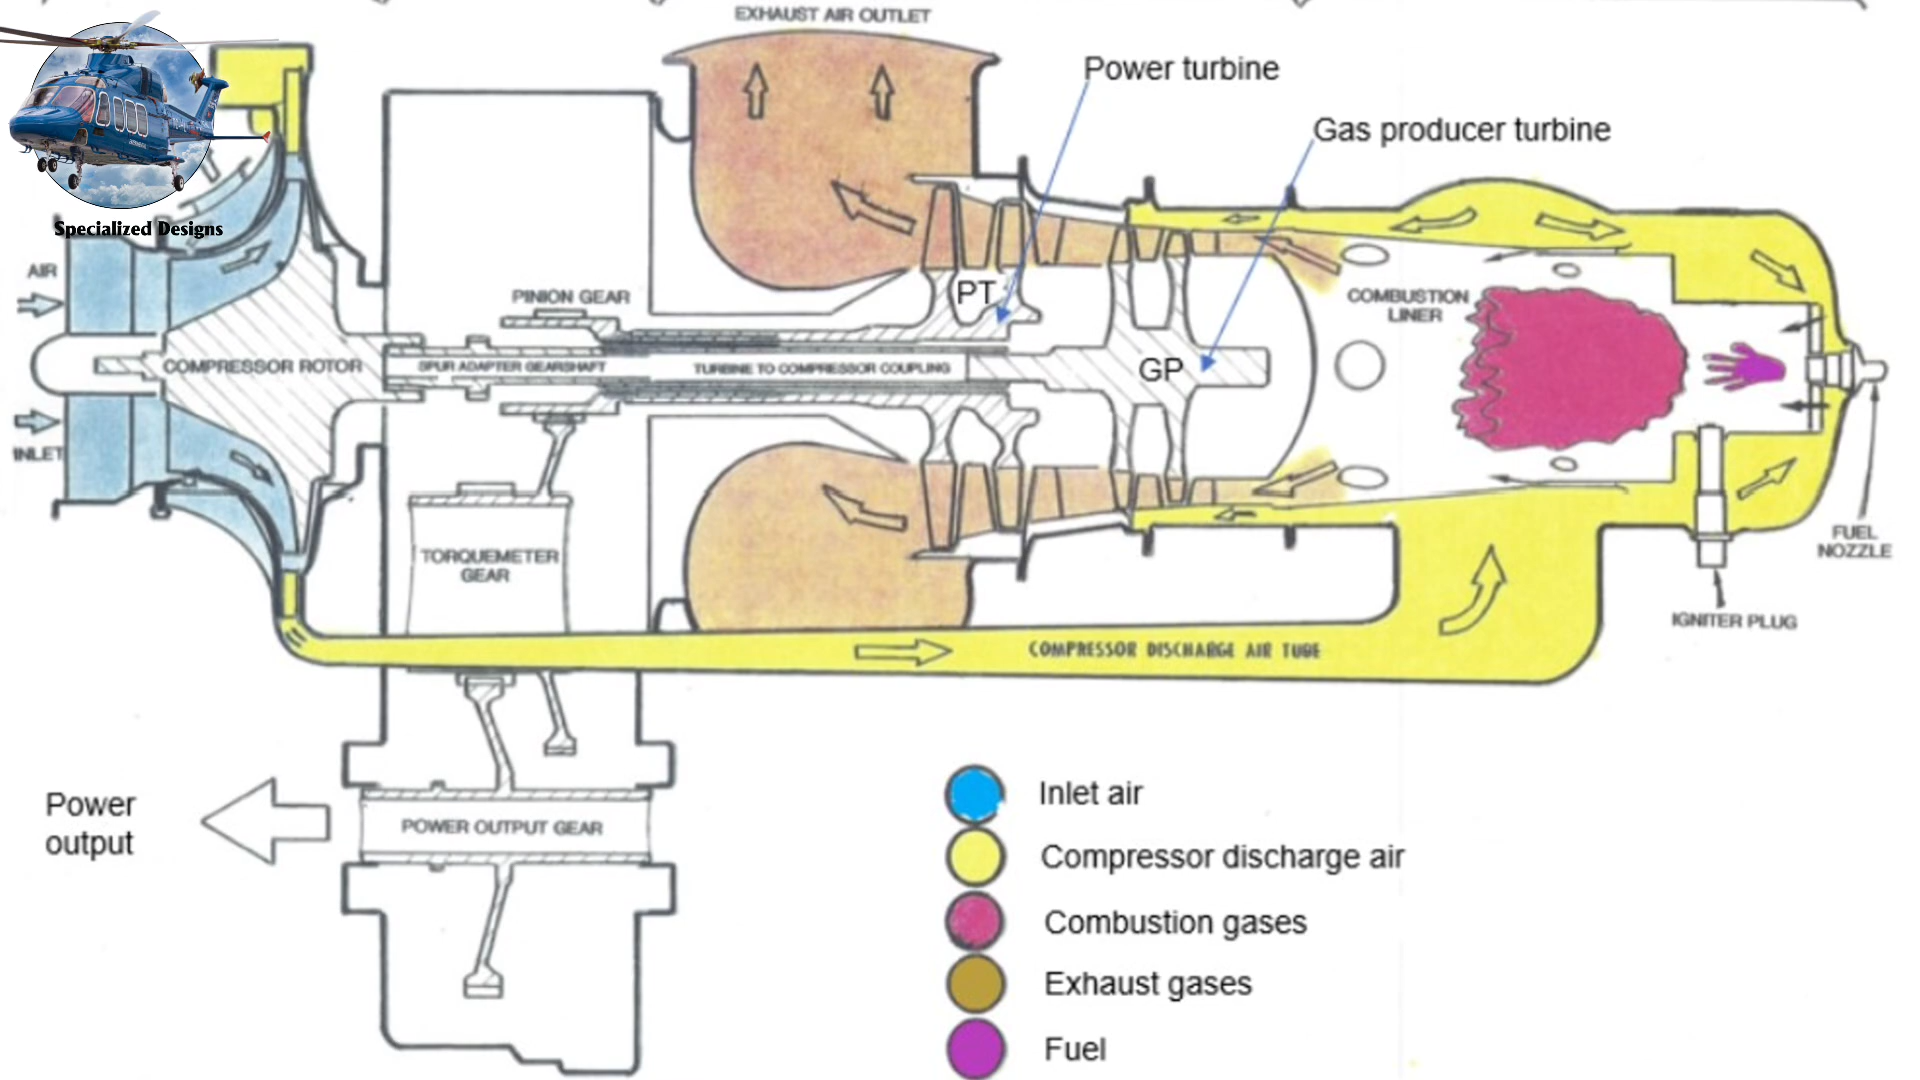 EXHAUST AIR OUTLET
Power turbine
Gas producer turbine
Specialized Designs
AIR
INLET
PINION GEAR
PT
COMBUSTION
LINER
COMPRESSOR ROTOR
SPUR ADAPTER GEARSHAFT
TURBINE TO COMPRESSOR COUPLING
GP
TORQUEMETER
GEAR
FUEL
NOZZLE
IGNITER PLUG
COMPRESSOR DISCHARGE AIR TUBE
Power
output
POWER OUTPUT GEAR
Inlet air
Compressor discharge air
Combustion gases
Exhaust gases
Fuel